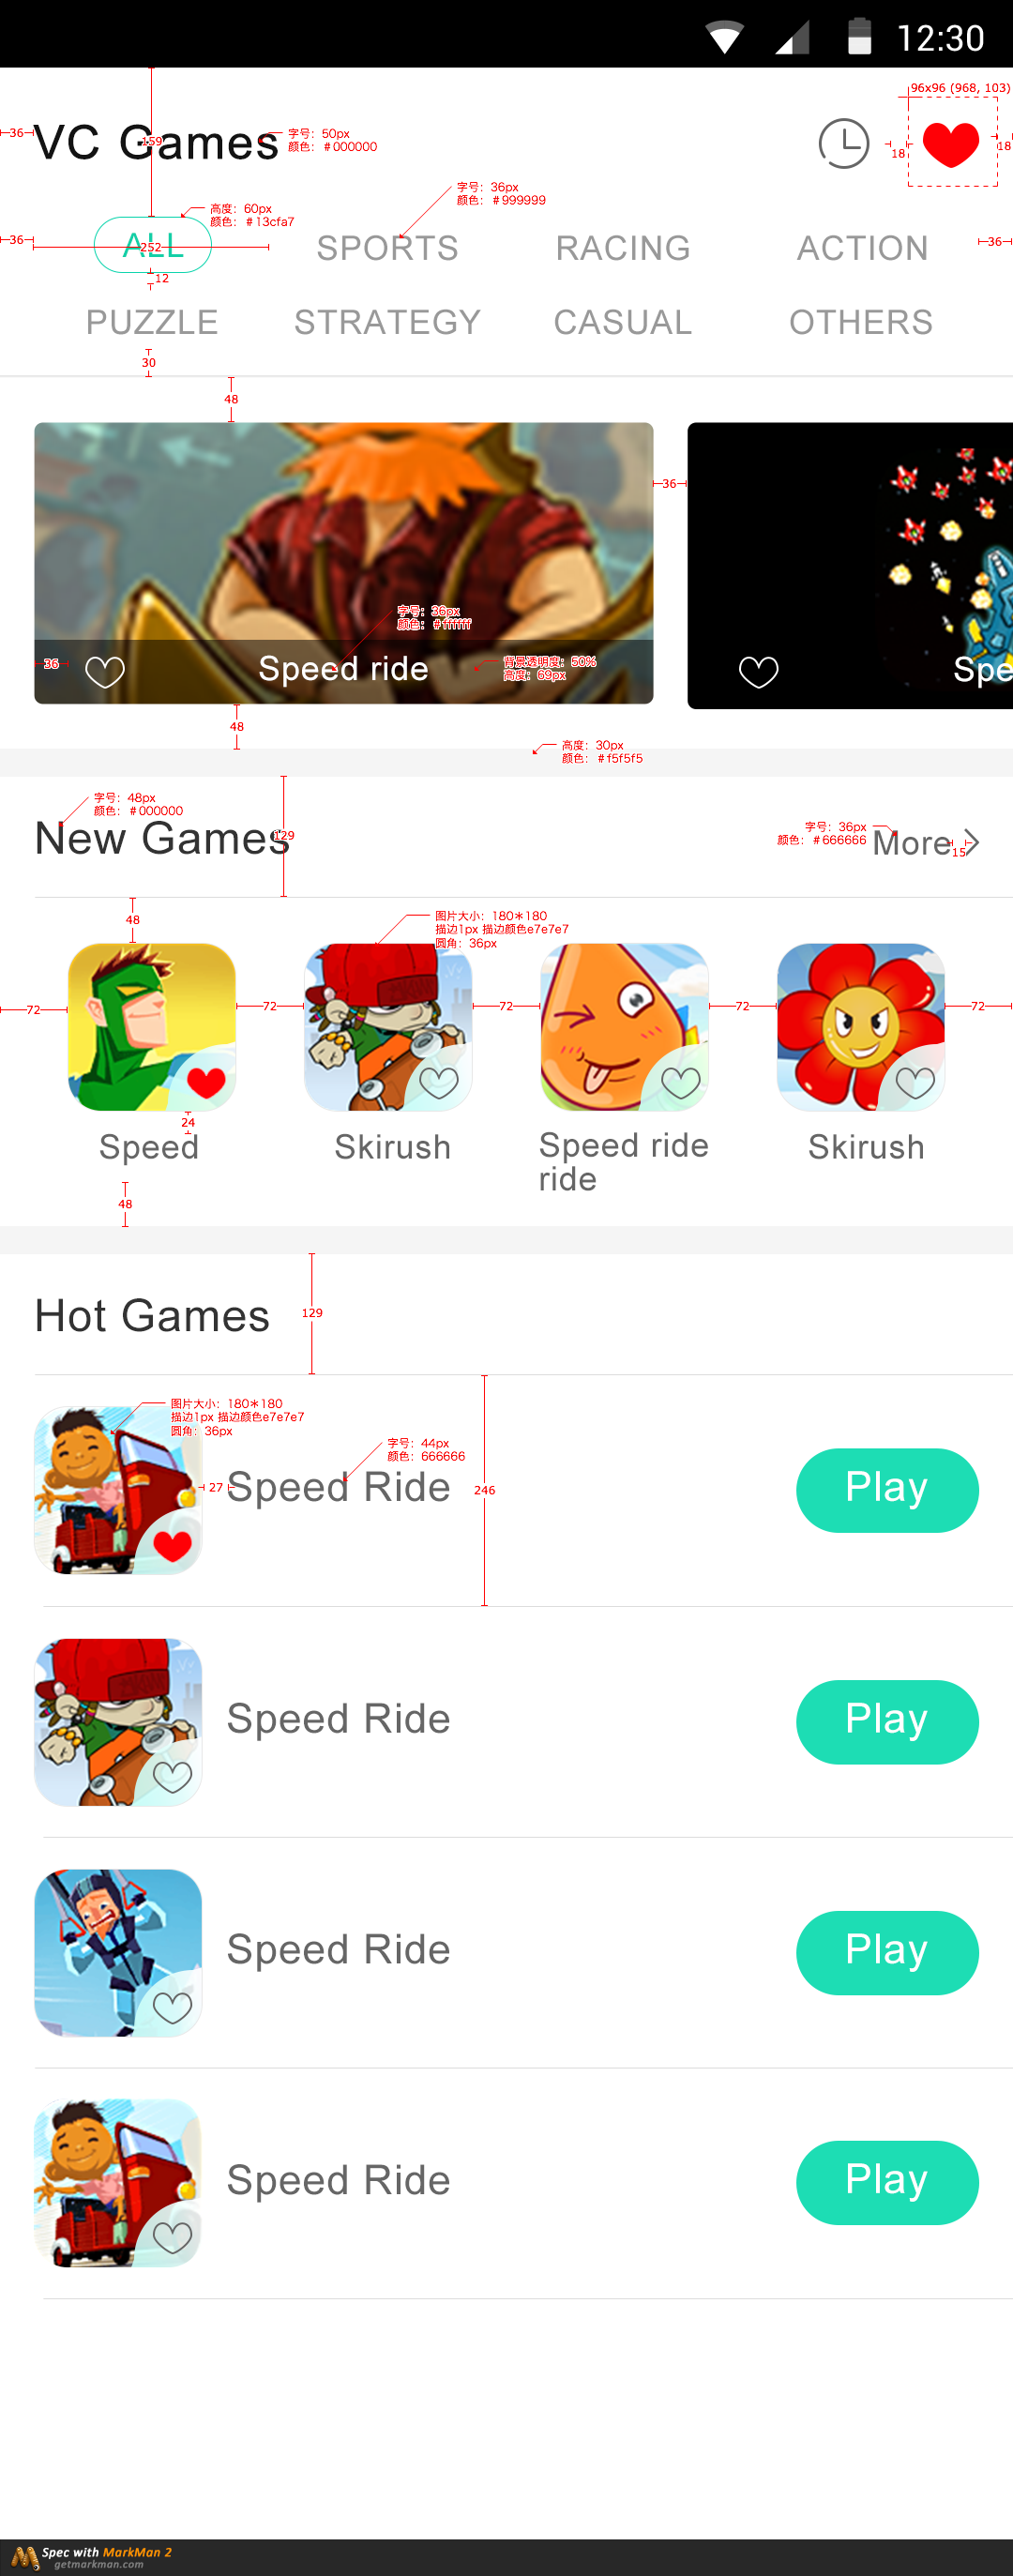 12:30
96x96 (968, 103)
36
VC Games
159
字号：50px
颜色：#000000
18
18
字号：36px
颜色：#999999
高度：60px
颜色：#13cfa7
36
ALL
252
SPORTS
RACING
ACTION
36
12
PUZZLE
STRATEGY
CASUAL
OTHERS
30
48
36
字号：36px
颜色：#ffffff
36
Speed ride
背景透明度：50%
高度：69px
Spe
48
高度：30px
颜色：#f5f5f5
字号：48px
颜色：#000000
New Games
129
字号：36px
颜色：#666666
More
15
48
图片大小：180*180
描边1px 描边颜色e7e7e7
圆角：36px
72
72
72
72
72
24
Speed
Skirush
Speed ride
ride
Skirush
48
Hot Games
129
图片大小：180*180
描边1px 描边颜色e7e7e7
圆角：36px
字号：44px
颜色：666666
27
Speed Ride
246
Play
Speed Ride
Play
Speed Ride
Play
Speed Ride
Play
Spec with MarkMan 2
getmarkman.com